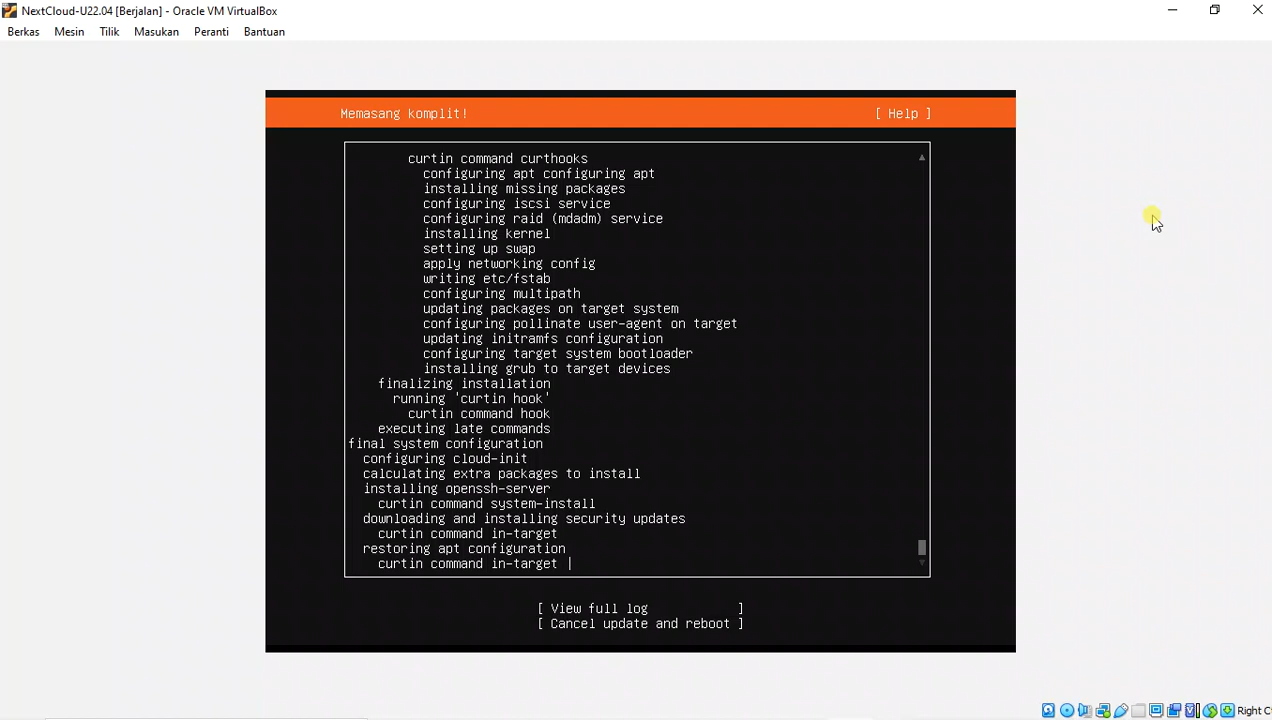 NextCloud-U22.04 [Berjalan] - Oracle VM VirtualBox
Berkas Mesin Tilik Masukan Peranti Bantuan
Memasang komplit! [ Help ]
curtin command curthooks
configuring apt configuring apt
installing missing packages
configuring iscsi service
configuring raid (mdadm) service
installing kernel
setting up swap
apply networking config
writing etc/fstab
configuring multipath
updating packages on target system
configuring pollinate user-agent on target
updating initramfs configuration
configuring target system bootloader
installing grub to target devices
finalizing installation
running 'curtin hook'
curtin command hook
executing late commands
final system configuration
configuring cloud-init
calculating extra packages to install
installing openssh-server
curtin command system-install
downloading and installing security updates
curtin command in-target
restoring apt configuration
curtin command in-target |
[ View full log ]
[ Cancel update and reboot ]
Right C